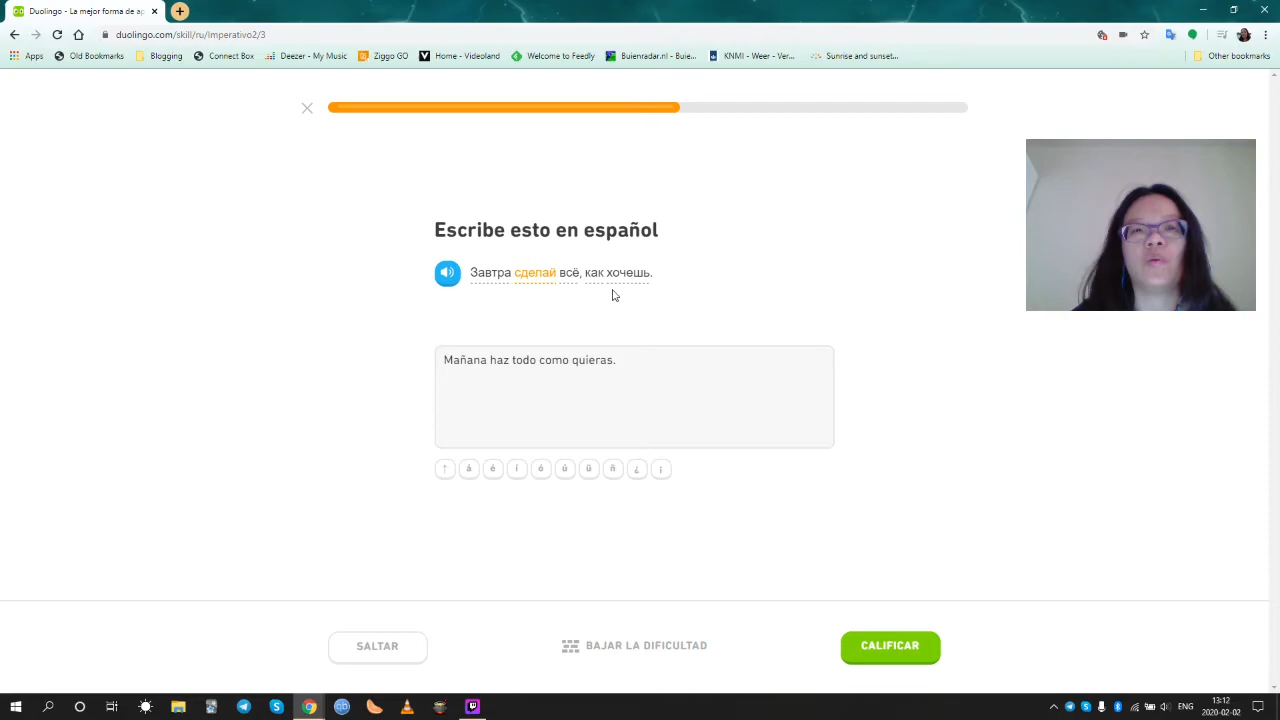 Duolingo - La mejor forma de ap
duolingo.com/skill/ru/Imperativo2/3
Apps
Old Bookmarks
Blogging
Connect Box
Deezer - My Music
Ziggo GO
Home - Videoland
Welcome to Feedly
Buienradar.nl - Buie...
KNMI - Weer - Ver...
Sunrise and sunset...
Other bookmarks
Escribe esto en español
Завтра сделай всё, как хочешь.
Mañana haz todo como quieras.
↑ á é í ó ú ü ñ ¿ ¡
SALTAR
BAJAR LA DIFICULTAD
CALIFICAR
ENG
13:12
2020-02-02